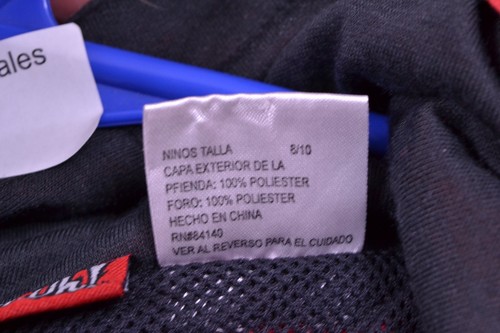 ales
NINOS TALLA 8/10
CAPA EXTERIOR DE LA
PFIENDA: 100% POLIESTER
FORO: 100% POLIESTER
HECHO EN CHINA
RN#84140
VER AL REVERSO PARA EL CUIDADO